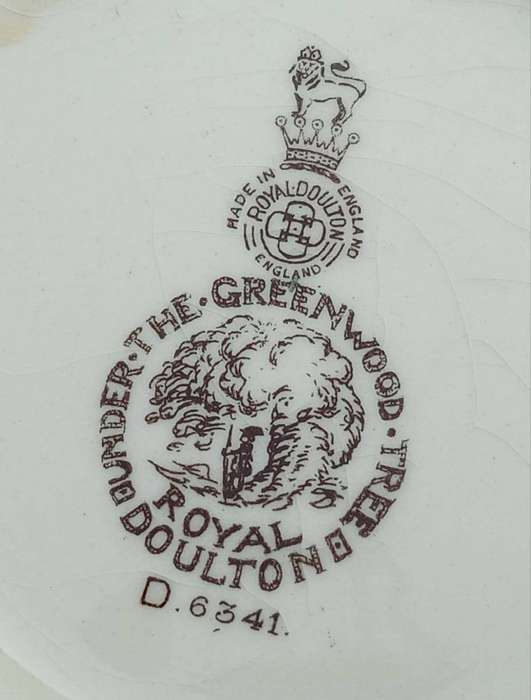 MADE IN ENGLAND
ROYAL DOULTON
ENGLAND
UNDER·THE·GREENWOOD·TREE
ROYAL
DOULTON
D.6341.